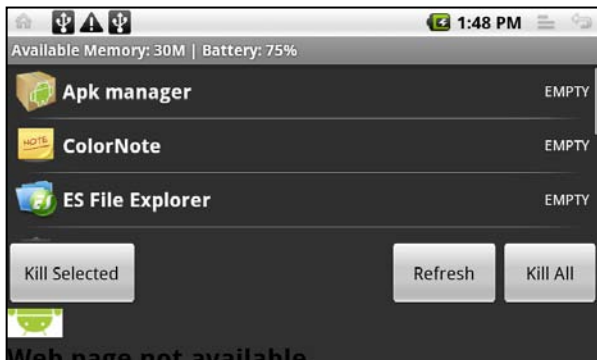 1:48 PM
Available Memory: 30M | Battery: 75%
Apk manager EMPTY
NOTE
ColorNote EMPTY
ES File Explorer EMPTY
Kill Selected Refresh Kill All
Web page not available